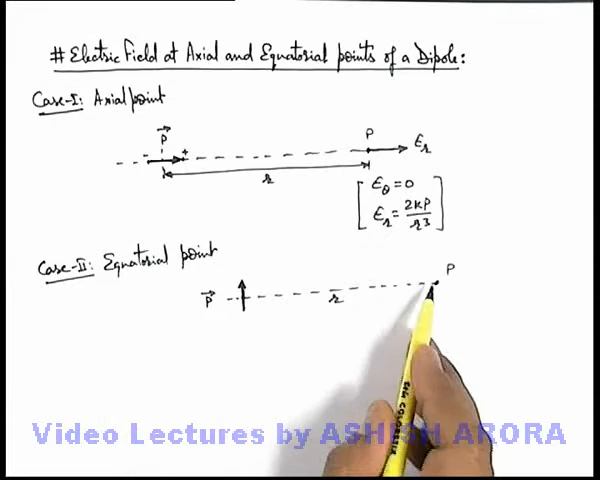 # Electric Field at Axial and Equatorial points of a Dipole:
Case-I: Axial point
P⃗
P
- +
Eᵣ
r
[ E_θ = 0
Eᵣ = 2KP/r³ ]
Case-II: Equatorial point
P
P⃗
r
Video Lectures by ASHISH ARORA